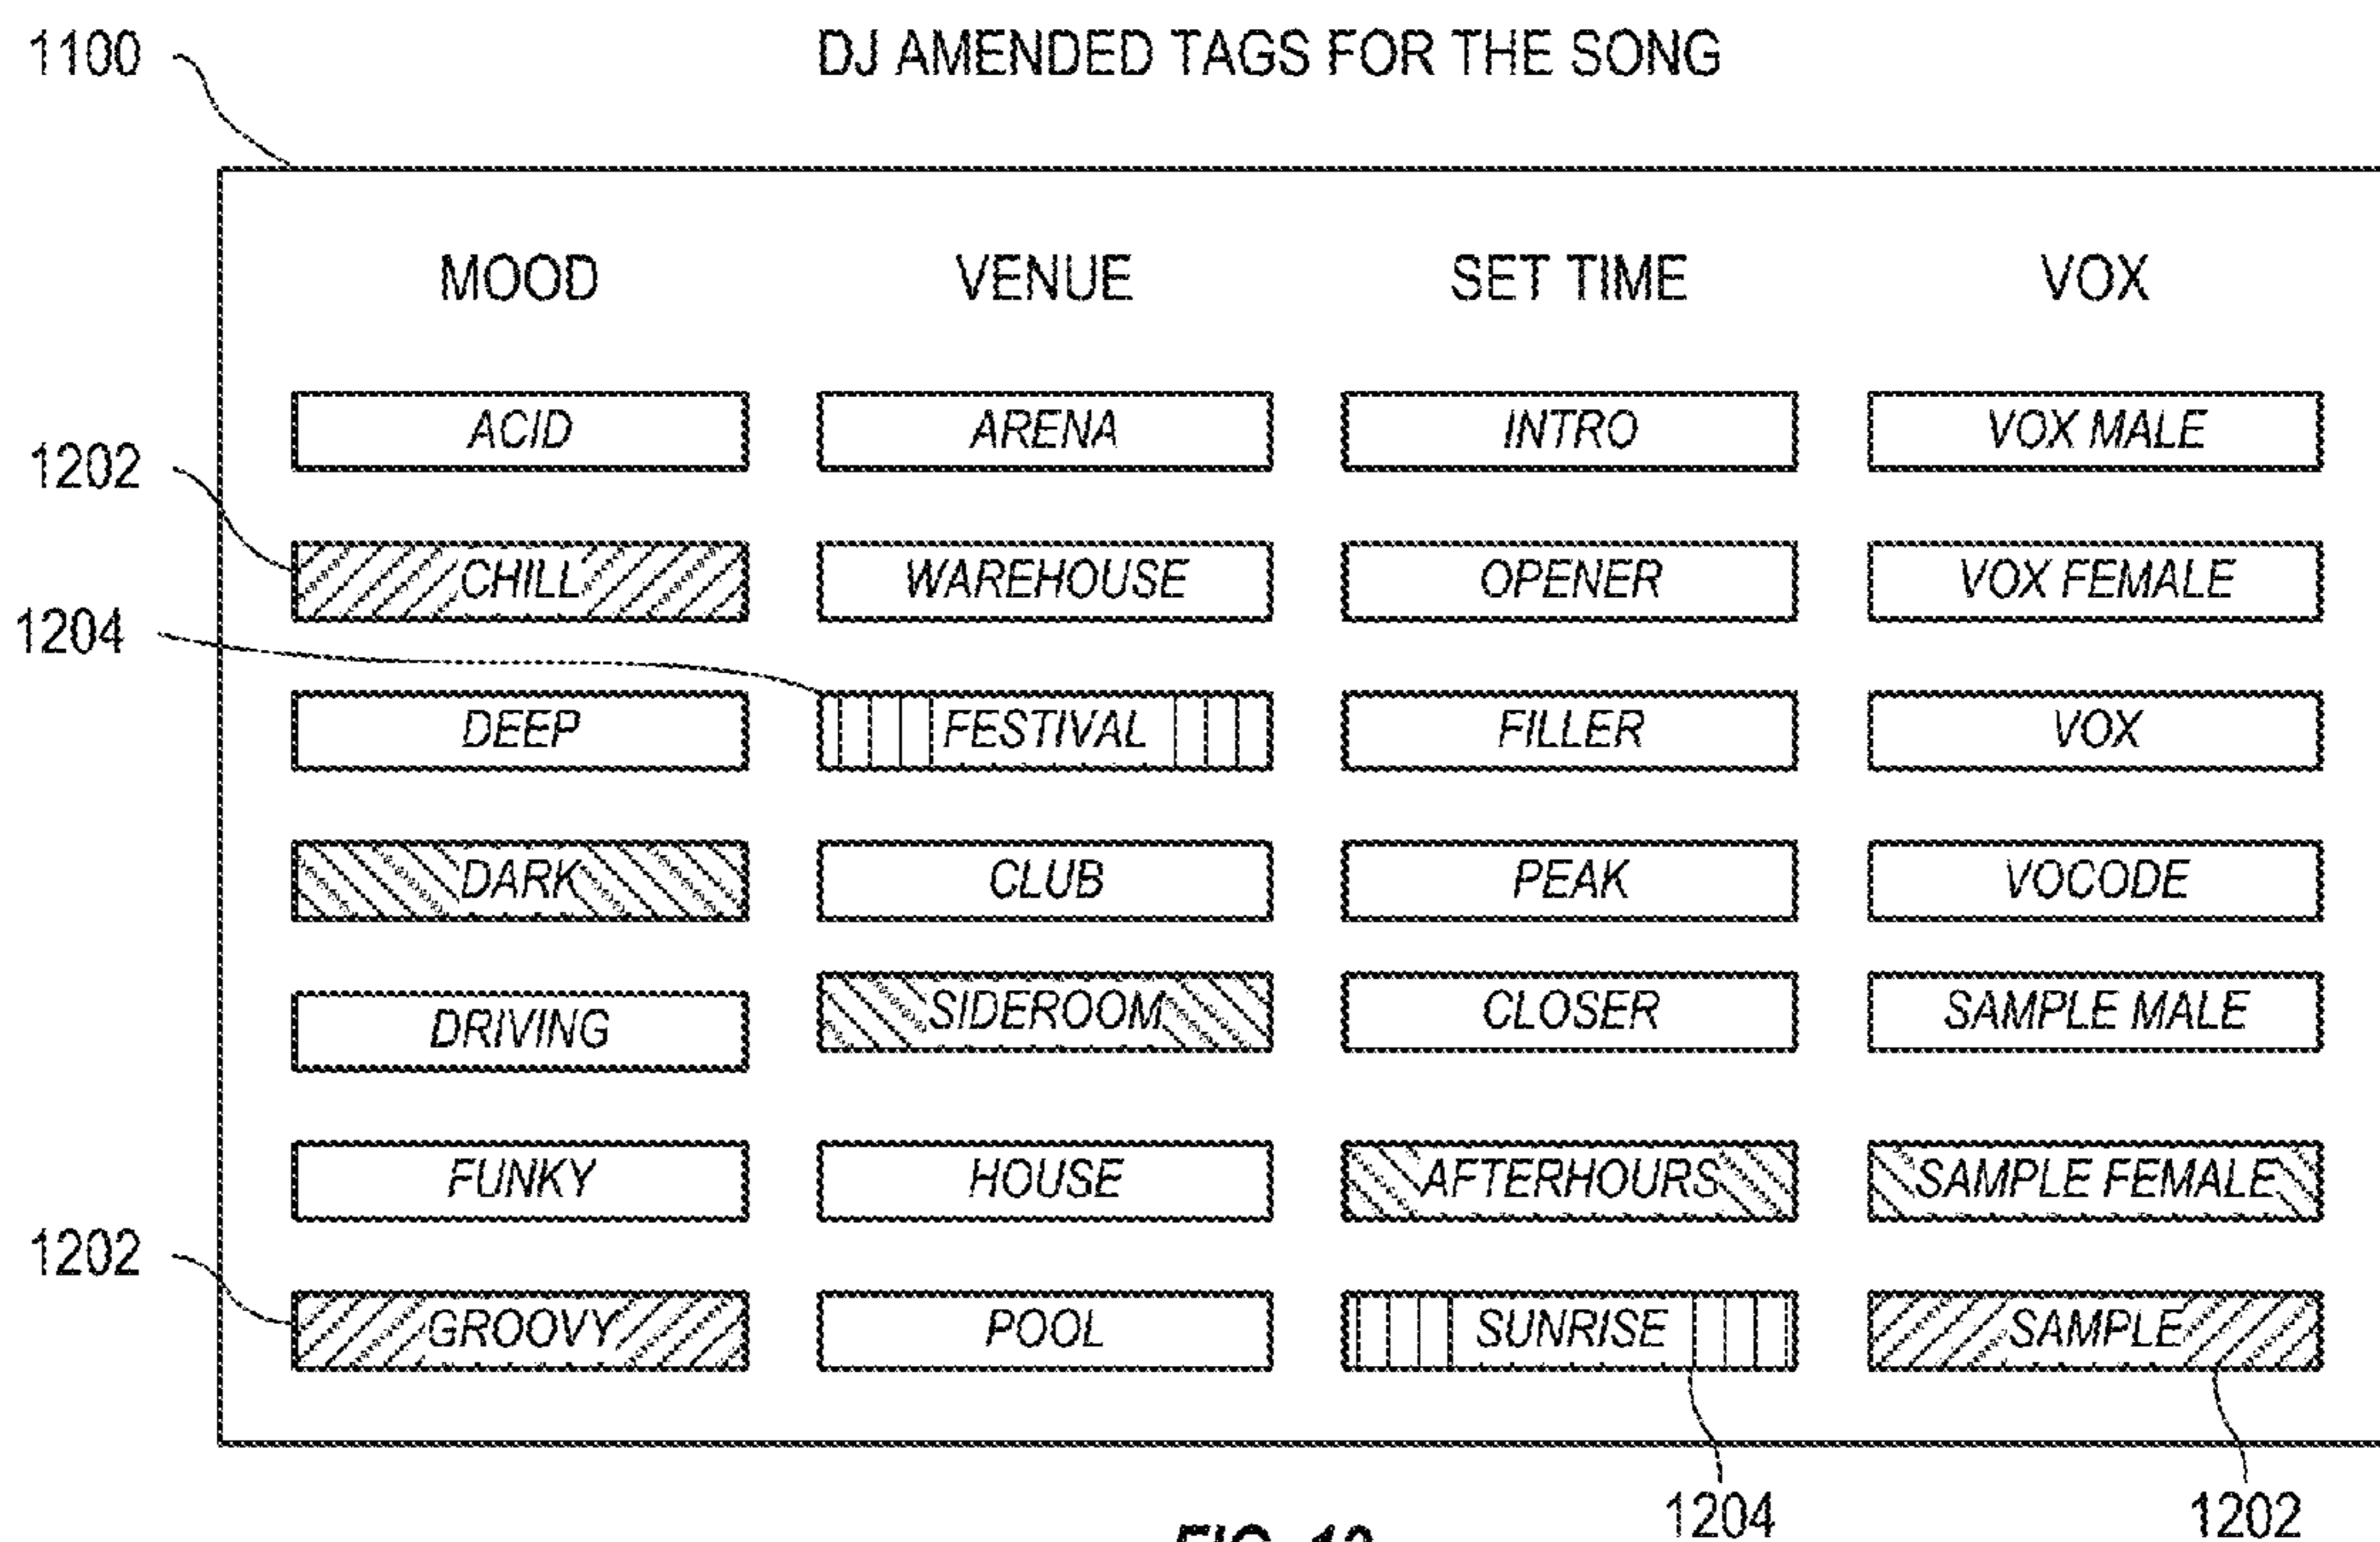 1100 DJ AMENDED TAGS FOR THE SONG
MOOD VENUE SET TIME VOX
ACID ARENA INTRO VOX MALE
1202
CHILL WAREHOUSE OPENER VOX FEMALE
1204
DEEP FESTIVAL FILLER VOX
DARK CLUB PEAK VOCODE
DRIVING SIDEROOM CLOSER SAMPLE MALE
FUNKY HOUSE AFTERHOURS SAMPLE FEMALE
1202
GROOVY POOL SUNRISE SAMPLE
1204 1202